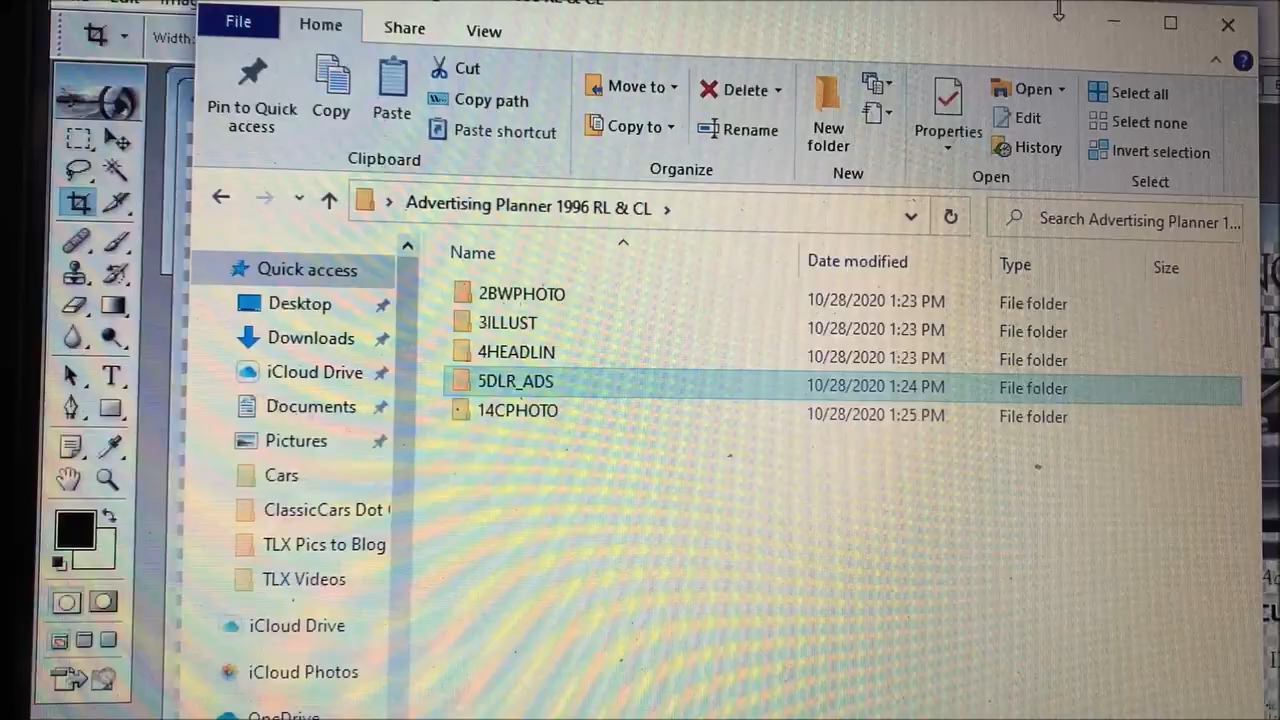 Width:
File
Home
Share
View
Pin to Quick access
Copy
Paste
Cut
Copy path
Paste shortcut
Clipboard
Move to
Copy to
Delete
Rename
Organize
New folder
New
Properties
Open
Edit
History
Open
Select all
Select none
Invert selection
Select
Advertising Planner 1996 RL & CL
Search Advertising Planner 1...
Name
Date modified
Type
Size
Quick access
Desktop
Downloads
iCloud Drive
Documents
Pictures
Cars
ClassicCars Dot
TLX Pics to Blog
TLX Videos
iCloud Drive
iCloud Photos
OneDrive
2BWPHOTO 10/28/2020 1:23 PM File folder
3ILLUST 10/28/2020 1:23 PM File folder
4HEADLIN 10/28/2020 1:23 PM File folder
5DLR_ADS 10/28/2020 1:24 PM File folder
14CPHOTO 10/28/2020 1:25 PM File folder